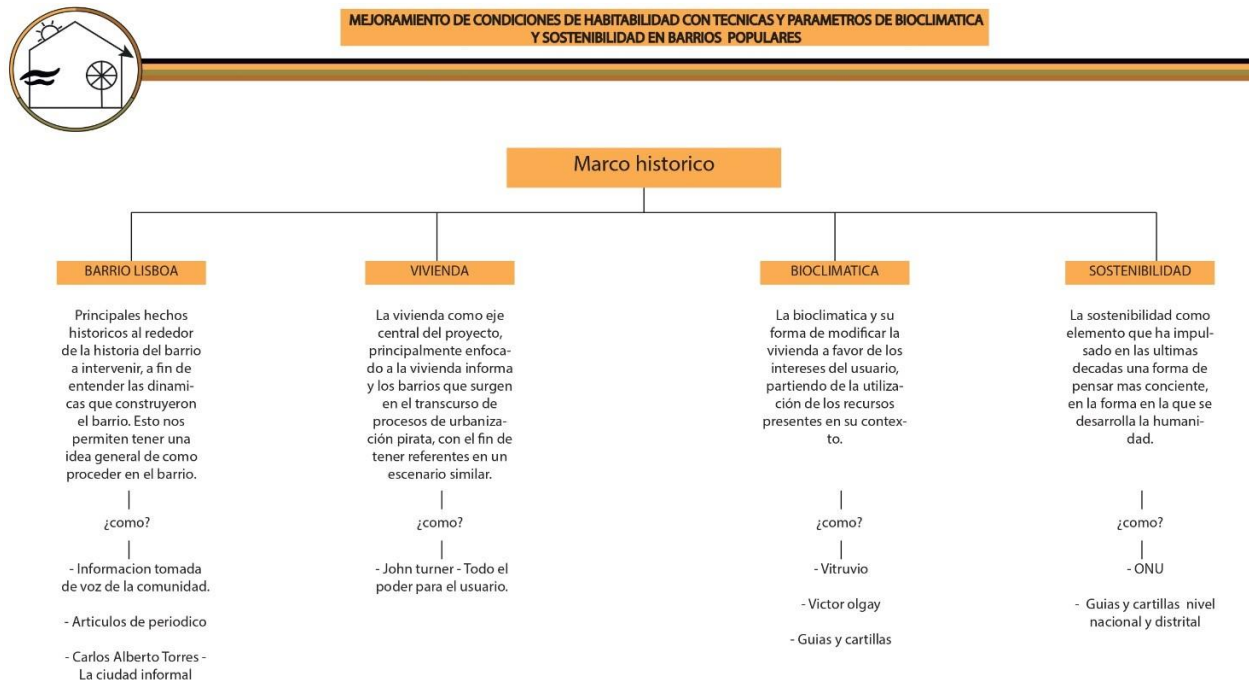 MEJORAMIENTO DE CONDICIONES DE HABITABILIDAD CON TECNICAS Y PARAMETROS DE BIOCLIMATICA
Y SOSTENIBILIDAD EN BARRIOS POPULARES
Marco historico
BARRIO LISBOA
Principales hechos
historicos al rededor
de la historia del barrio
a intervenir, a fin de
entender las dinami-
cas que construyeron
el barrio. Esto nos
permiten tener una
idea general de como
proceder en el barrio.
¿como?
- Informacion tomada
de voz de la comunidad.
- Articulos de periodico
- Carlos Alberto Torres -
La ciudad informal
VIVIENDA
La vivienda como eje
central del proyecto,
principalmente enfoca-
do a la vivienda informa
y los barrios que surgen
en el transcurso de
procesos de urbaniza-
ción pirata, con el fin de
tener referentes en un
escenario similar.
¿como?
- John turner - Todo el
poder para el usuario.
BIOCLIMATICA
La bioclimatica y su
forma de modificar la
vivienda a favor de los
intereses del usuario,
partiendo de la utiliza-
ción de los recursos
presentes en su contex-
to.
¿como?
- Vitruvio
- Victor olgay
- Guias y cartillas
SOSTENIBILIDAD
La sostenibilidad como
elemento que ha impul-
sado en las ultimas
decadas una forma de
pensar mas conciente,
en la forma en la que se
desarrolla la humani-
dad.
¿como?
- ONU
- Guias y cartillas nivel
nacional y distrital